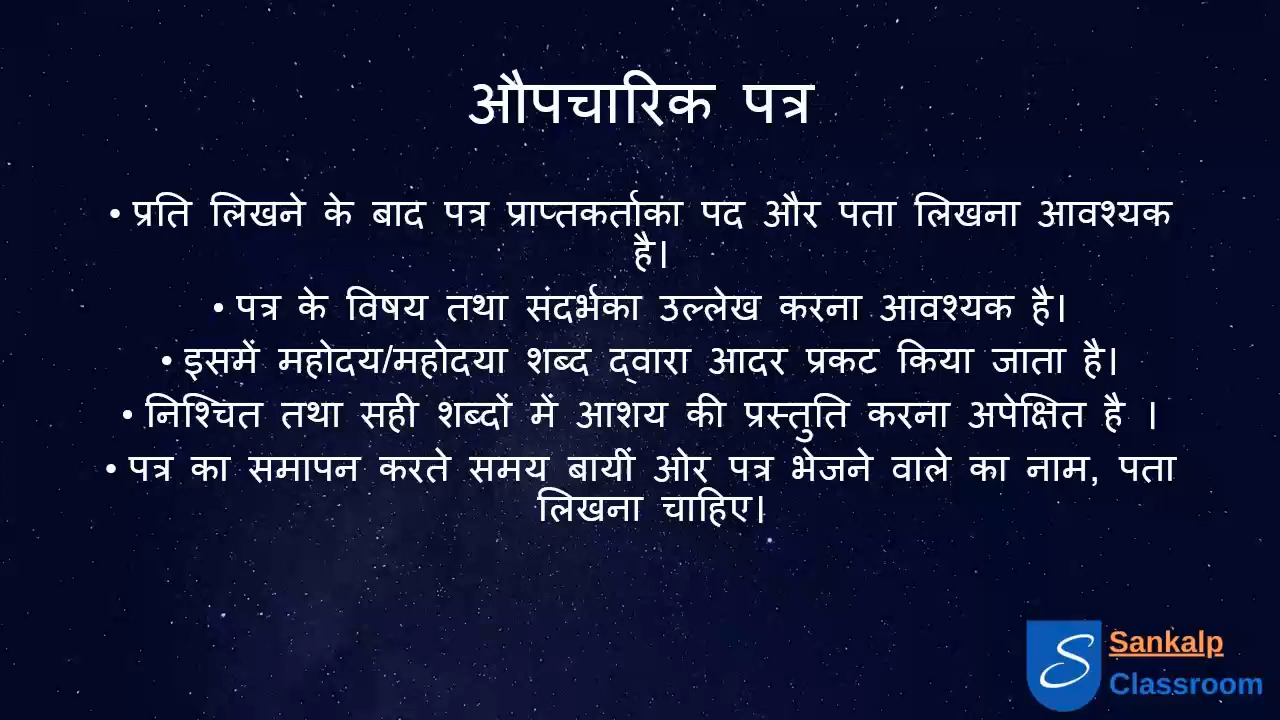 औपचारिक पत्र
• प्रति लिखने के बाद पत्र प्राप्तकर्ताका पद और पता लिखना आवश्यक
है।
• पत्र के विषय तथा संदर्भका उल्लेख करना आवश्यक है।
• इसमें महोदय/महोदया शब्द द्वारा आदर प्रकट किया जाता है।
• निश्चित तथा सही शब्दों में आशय की प्रस्तुति करना अपेक्षित है ।
• पत्र का समापन करते समय बायीं ओर पत्र भेजने वाले का नाम, पता
लिखना चाहिए।
Sankalp
Classroom